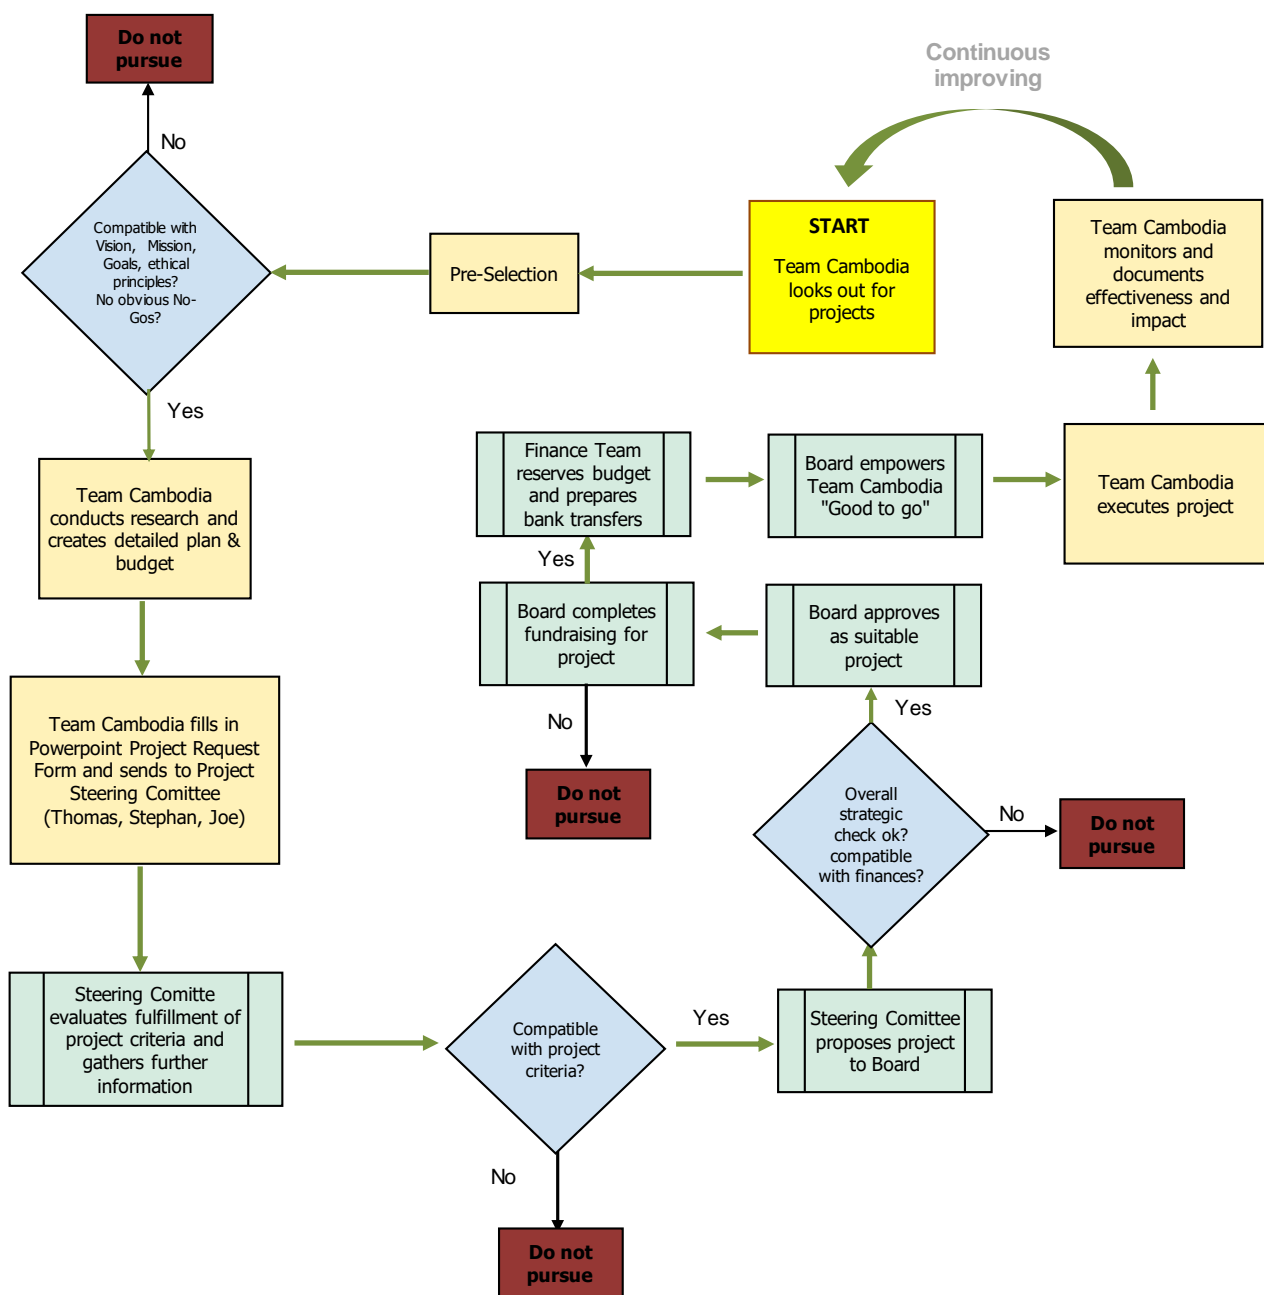 Do not
pursue
No
Compatible with
Vision, Mission,
Goals, ethical
principles?
No obvious No-
Gos?
Yes
Pre-Selection
START
Team Cambodia
looks out for
projects
Continuous
improving
Team Cambodia
monitors and
documents
effectiveness and
impact
Team Cambodia
conducts research and
creates detailed plan &
budget
Finance Team
reserves budget
and prepares
bank transfers
Board empowers
Team Cambodia
"Good to go"
Team Cambodia
executes project
Yes
Board completes
fundraising for
project
Board approves
as suitable
project
No
Do not
pursue
Yes
Team Cambodia fills in
Powerpoint Project Request
Form and sends to Project
Steering Comittee
(Thomas, Stephan, Joe)
Overall
strategic
check ok?
compatible
with finances?
No
Do not
pursue
Steering Comitte
evaluates fulfillment of
project criteria and
gathers further
information
Compatible
with project
criteria?
Yes
Steering Comittee
proposes project
to Board
No
Do not
pursue